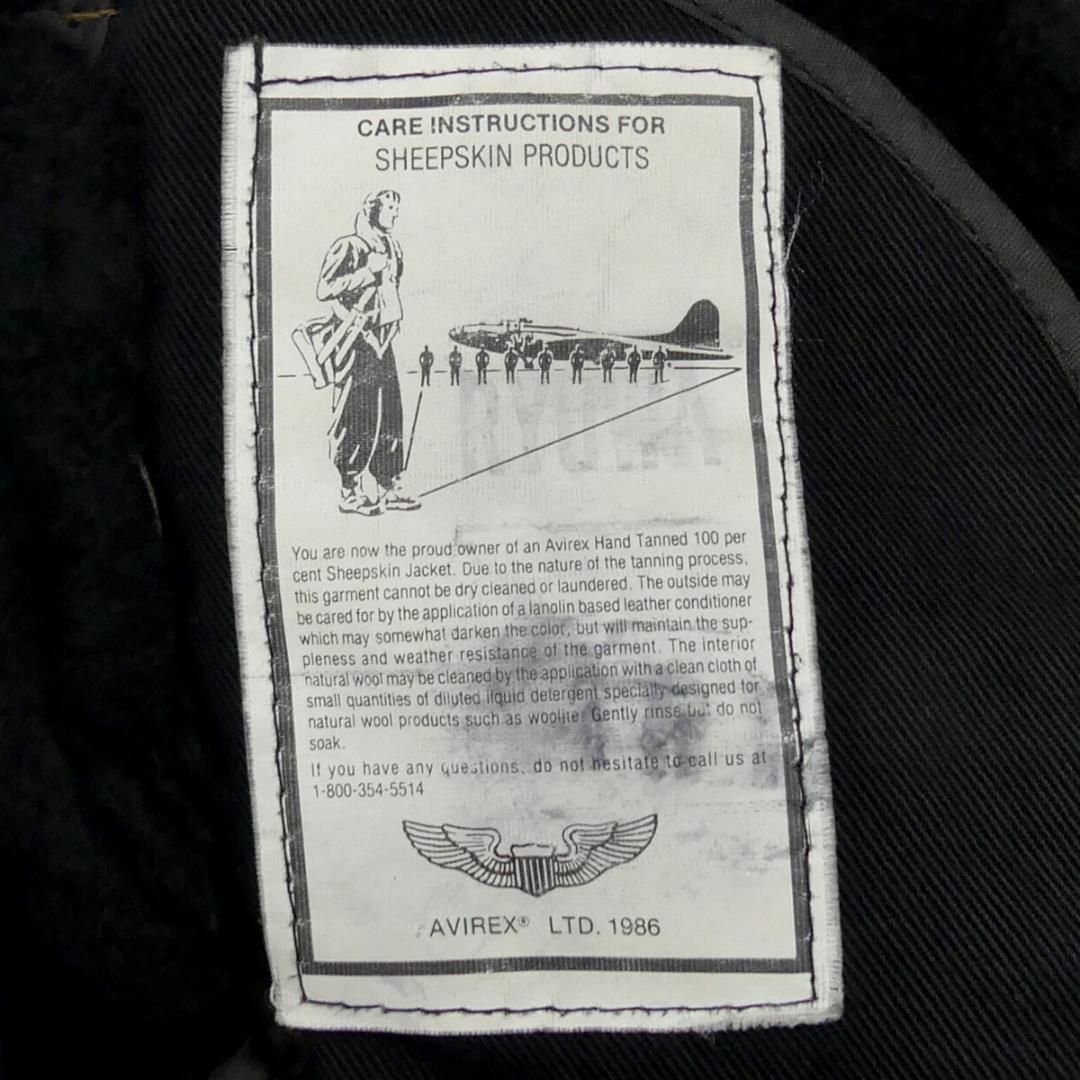 CARE INSTRUCTIONS FOR
SHEEPSKIN PRODUCTS
You are now the proud owner of an Avirex Hand Tanned 100 per
cent Sheepskin Jacket. Due to the nature of the tanning process,
this garment cannot be dry cleaned or laundered. The outside may
be cared for by the application of a lanolin based leather conditioner
which may somewhat darken the color, but will maintain the sup-
pleness and weather resistance of the garment. The interior
natural wool may be cleaned by the application with a clean cloth of
small quantities of diluted liquid detergent specially designed for
natural wool products such as woolite. Gently rinse but do not
soak.
If you have any questions, do not hesitate to call us at
1-800-354-5514
AVIREX® LTD. 1986